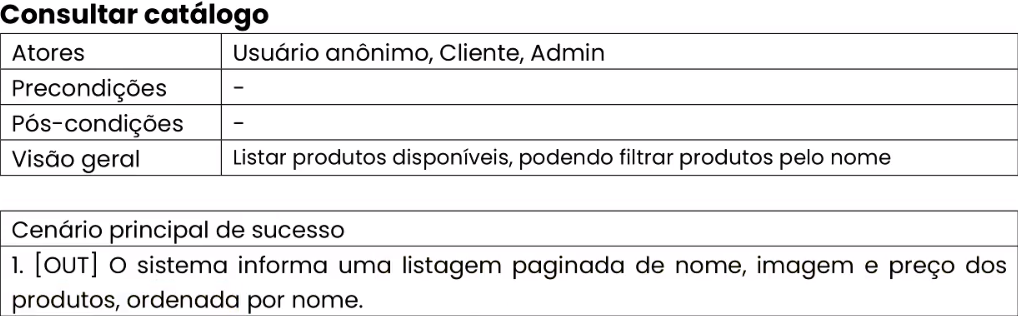 Consultar catálogo
Atores Usuário anônimo, Cliente, Admin
Precondições -
Pós-condições -
Visão geral Listar produtos disponíveis, podendo filtrar produtos pelo nome
Cenário principal de sucesso
1. [OUT] O sistema informa uma listagem paginada de nome, imagem e preço dos
produtos, ordenada por nome.